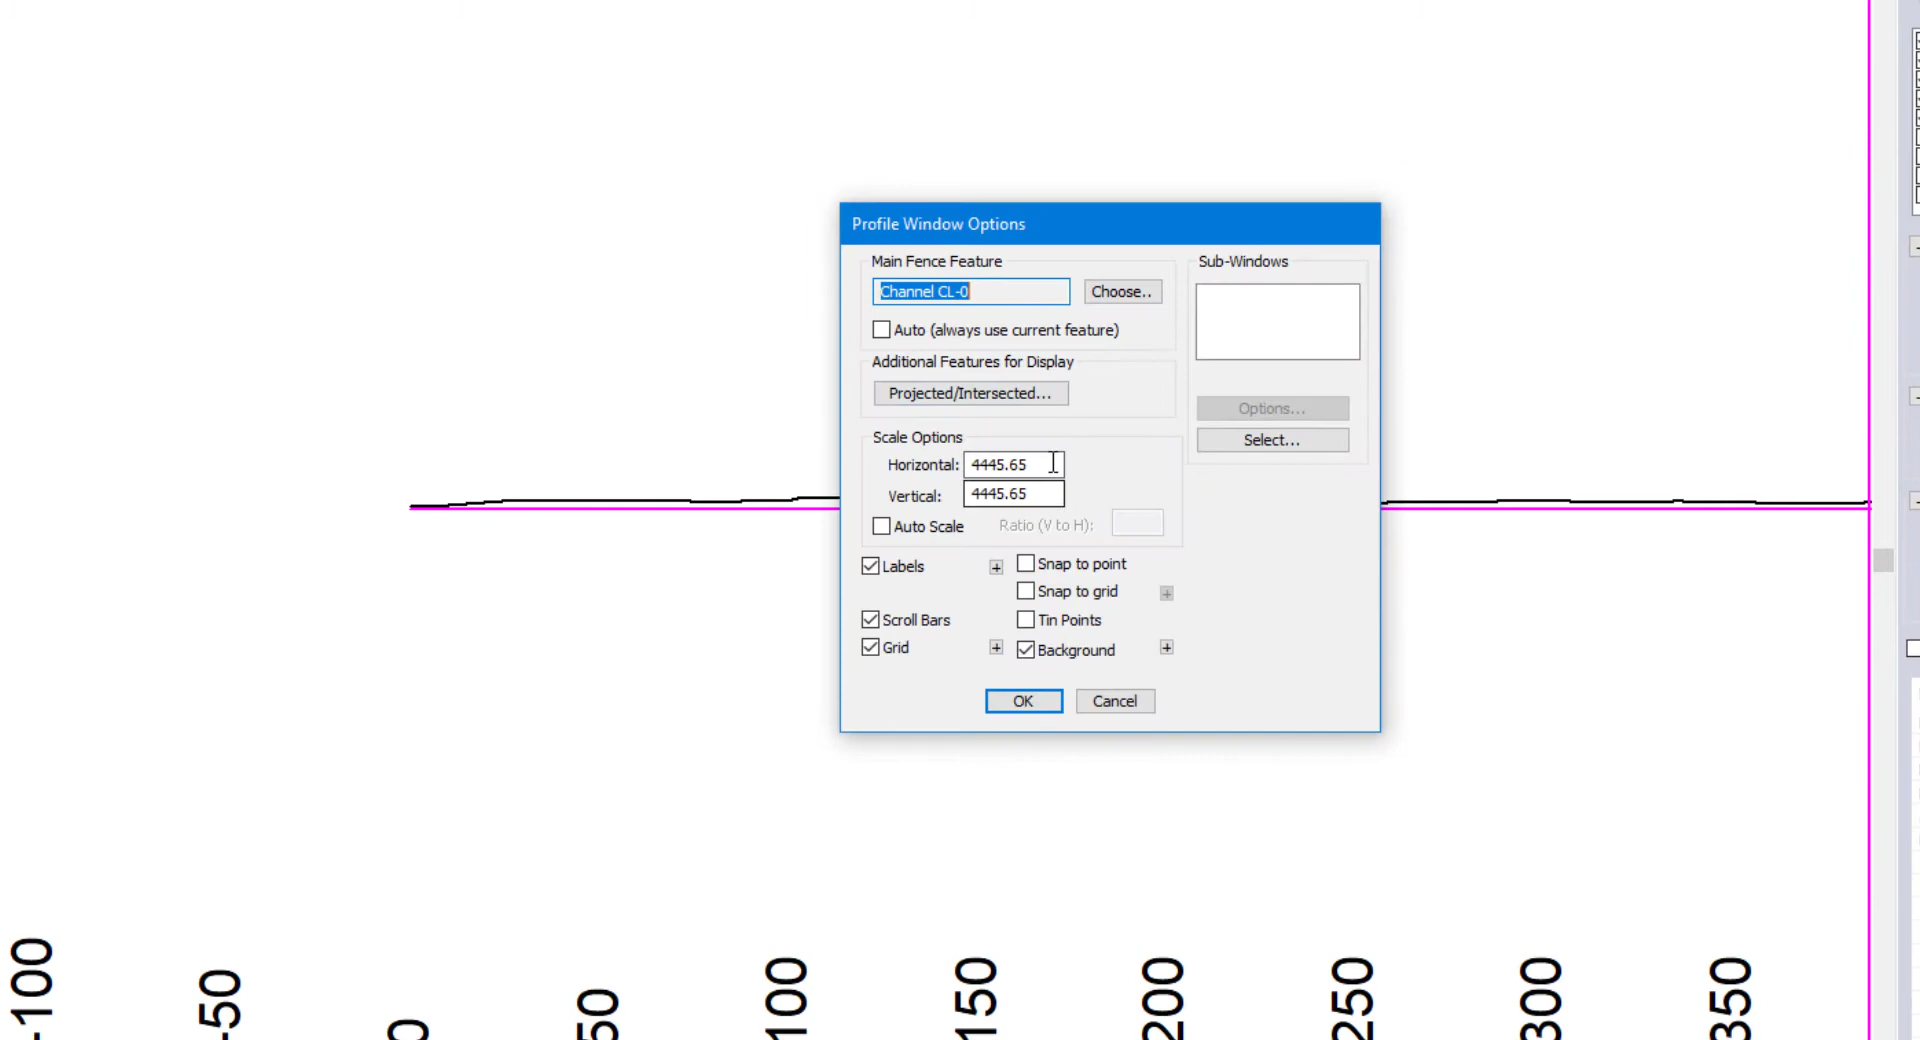 Profile Window Options
Main Fence Feature
Channel CL-0
Choose..
Auto (always use current feature)
Additional Features for Display
Projected/Intersected...
Sub-Windows
Options...
Select...
Scale Options
Horizontal: 4445.65
Vertical: 4445.65
Auto Scale
Ratio (V to H):
Labels
+
Snap to point
Snap to grid
+
Scroll Bars
Tin Points
Grid
+
Background
+
OK
Cancel
-100
-50
0
50
100
150
200
250
300
350